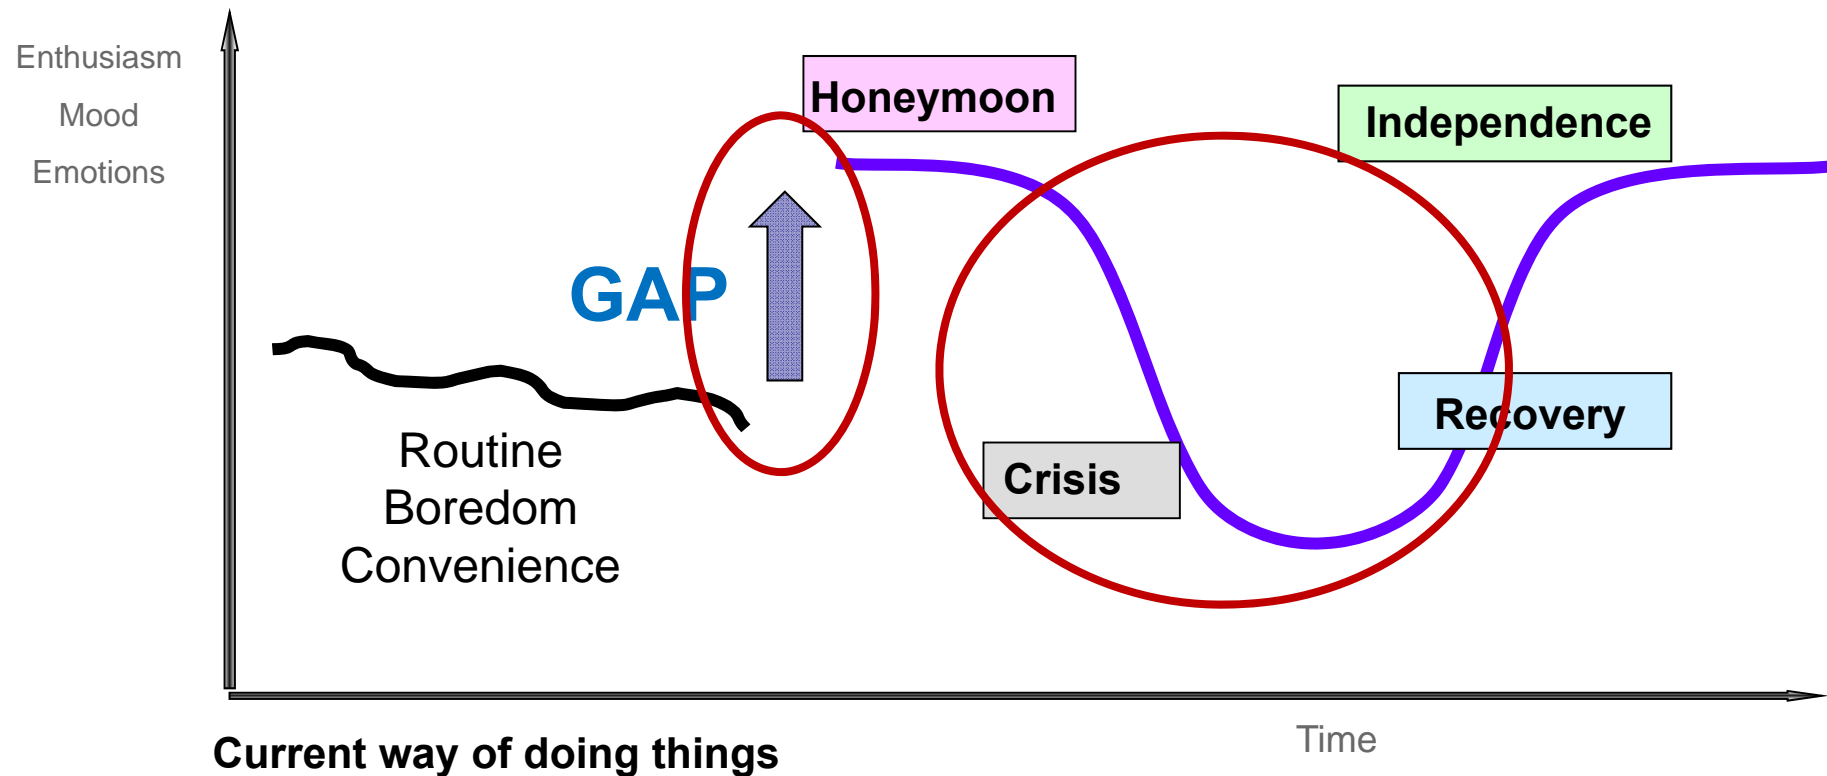 Enthusiasm
Mood
Emotions
Honeymoon
Independence
GAP
Routine
Boredom
Convenience
Crisis
Recovery
Time
Current way of doing things